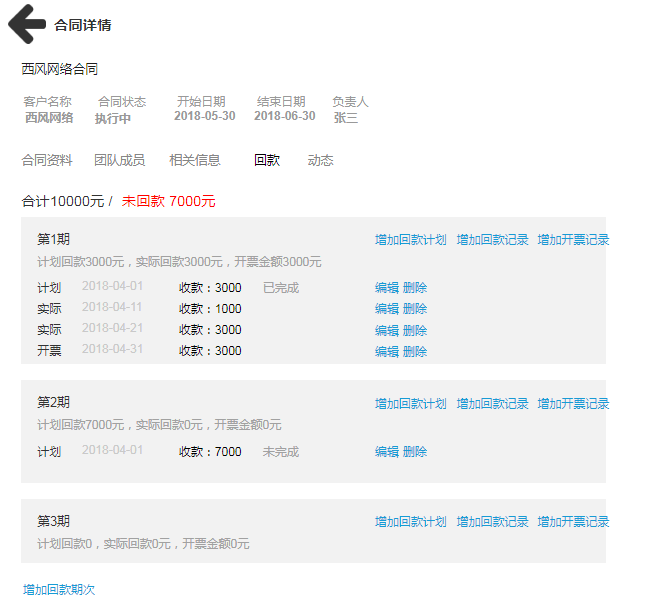 合同详情
西风网络合同
客户名称 合同状态 开始日期 结束日期 负责人
西风网络 执行中 2018-05-30 2018-06-30 张三
合同资料 团队成员 相关信息 回款 动态
合计10000元 / 未回款 7000元
第1期 增加回款计划 增加回款记录 增加开票记录
计划回款3000元，实际回款3000元，开票金额3000元
计划 2018-04-01 收款：3000 已完成 编辑 删除
实际 2018-04-11 收款：1000 编辑 删除
实际 2018-04-21 收款：3000 编辑 删除
开票 2018-04-31 收款：3000 编辑 删除
第2期 增加回款计划 增加回款记录 增加开票记录
计划回款7000元，实际回款0元，开票金额0元
计划 2018-04-01 收款：7000 未完成 编辑 删除
第3期 增加回款计划 增加回款记录 增加开票记录
计划回款0，实际回款0元，开票金额0元
增加回款期次